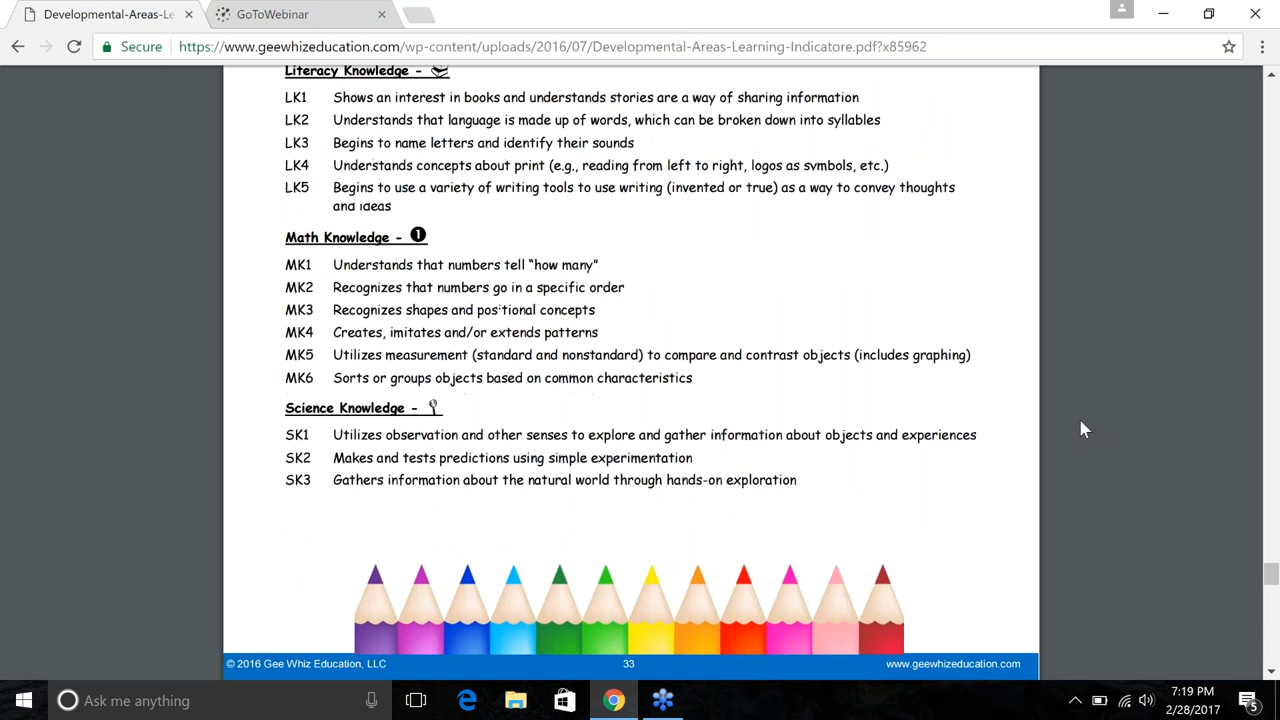 Developmental-Areas-Le
GoToWebinar
Secure
https://www.geewhizeducation.com/wp-content/uploads/2016/07/Developmental-Areas-Learning-Indicatore.pdf?x85962
Literacy Knowledge -
LK1 Shows an interest in books and understands stories are a way of sharing information
LK2 Understands that language is made up of words, which can be broken down into syllables
LK3 Begins to name letters and identify their sounds
LK4 Understands concepts about print (e.g., reading from left to right, logos as symbols, etc.)
LK5 Begins to use a variety of writing tools to use writing (invented or true) as a way to convey thoughts
and ideas
Math Knowledge - 1
MK1 Understands that numbers tell “how many”
MK2 Recognizes that numbers go in a specific order
MK3 Recognizes shapes and positional concepts
MK4 Creates, imitates and/or extends patterns
MK5 Utilizes measurement (standard and nonstandard) to compare and contrast objects (includes graphing)
MK6 Sorts or groups objects based on common characteristics
Science Knowledge -
SK1 Utilizes observation and other senses to explore and gather information about objects and experiences
SK2 Makes and tests predictions using simple experimentation
SK3 Gathers information about the natural world through hands-on exploration
© 2016 Gee Whiz Education, LLC 33 www.geewhizeducation.com
Ask me anything
7:19 PM
2/28/2017
5